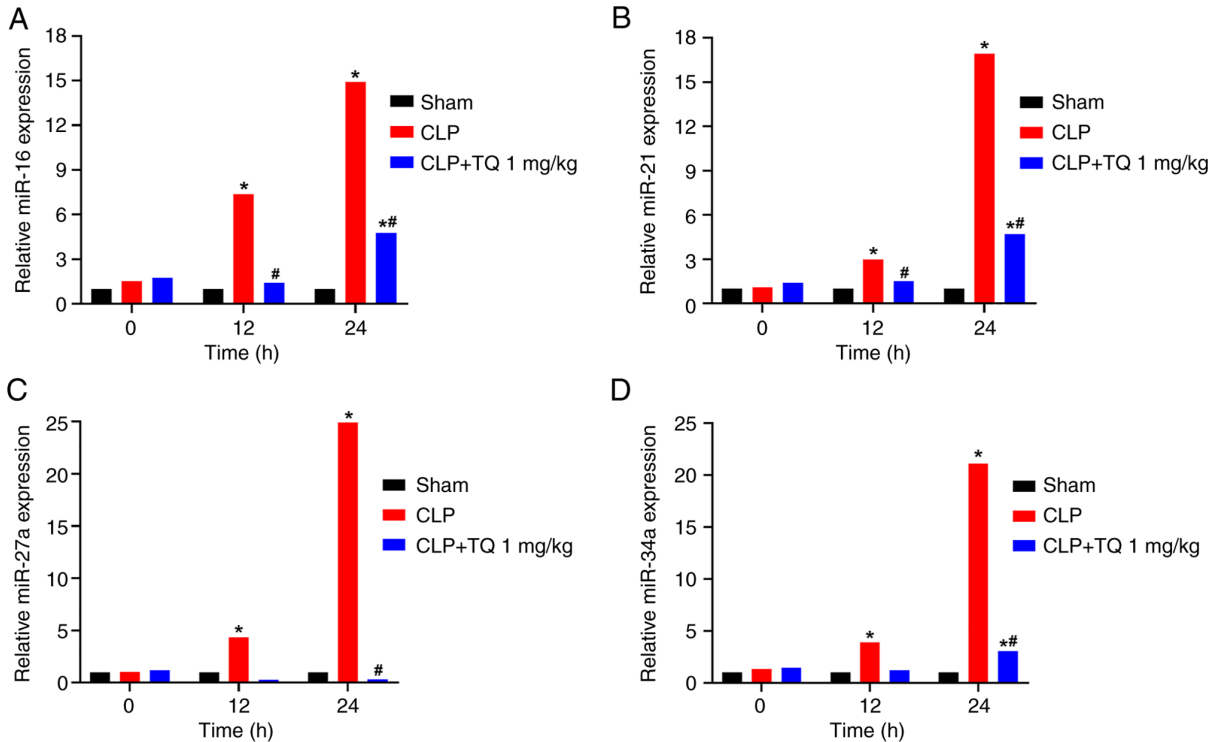 A
Relative miR-16 expression
18
15
12
9
6
3
0
*
*
#
*#
Sham
CLP
CLP+TQ 1 mg/kg
0 12 24
Time (h)
B
Relative miR-21 expression
18
15
12
9
6
3
0
*
*
#
*#
Sham
CLP
CLP+TQ 1 mg/kg
0 12 24
Time (h)
C
Relative miR-27a expression
25
20
15
10
5
0
*
*
#
Sham
CLP
CLP+TQ 1 mg/kg
0 12 24
Time (h)
D
Relative miR-34a expression
25
20
15
10
5
0
*
*
*#
Sham
CLP
CLP+TQ 1 mg/kg
0 12 24
Time (h)